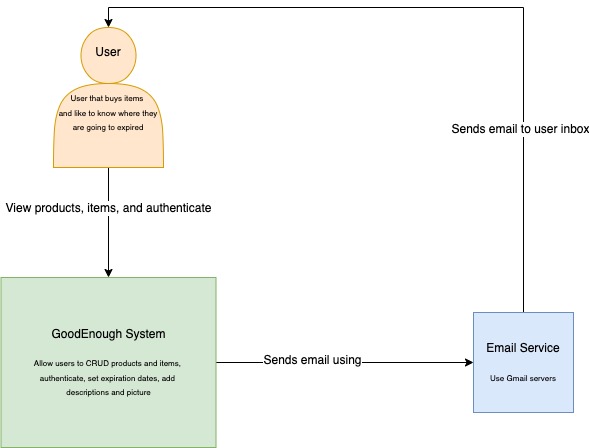 User
User that buys items
and like to know where they
are going to expired
Sends email to user inbox
View products, items, and authenticate
GoodEnough System
Allow users to CRUD products and items,
authenticate, set expiration dates, add
descriptions and picture
Sends email using
Email Service
Use Gmail servers